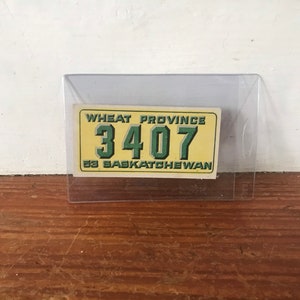 WHEAT PROVINCE
3407
53 SASKATCHEWAN